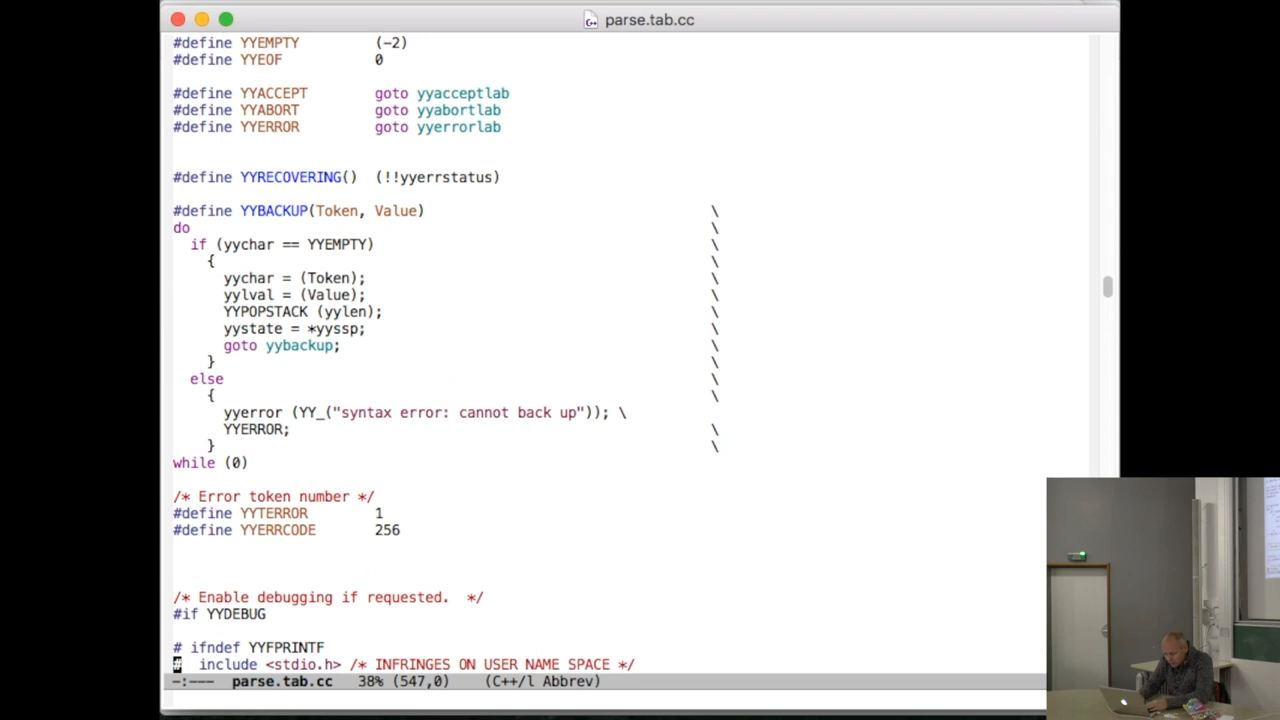 parse.tab.cc
#define YYEMPTY (-2)
#define YYEOF 0
#define YYACCEPT goto yyacceptlab
#define YYABORT goto yyabortlab
#define YYERROR goto yyerrorlab
#define YYRECOVERING() (!!yyerrstatus)
#define YYBACKUP(Token, Value) \
do \
if (yychar == YYEMPTY) \
{ \
yychar = (Token); \
yylval = (Value); \
YYPOPSTACK (yylen); \
yystate = *yyssp; \
goto yybackup; \
} \
else \
{ \
yyerror (YY_("syntax error: cannot back up")); \
YYERROR; \
} \
while (0)
/* Error token number */
#define YYTERROR 1
#define YYERRCODE 256
/* Enable debugging if requested. */
#if YYDEBUG
# ifndef YYFPRINTF
# include <stdio.h> /* INFRINGES ON USER NAME SPACE */
-:--- parse.tab.cc 38% (547,0) (C++/l Abbrev)